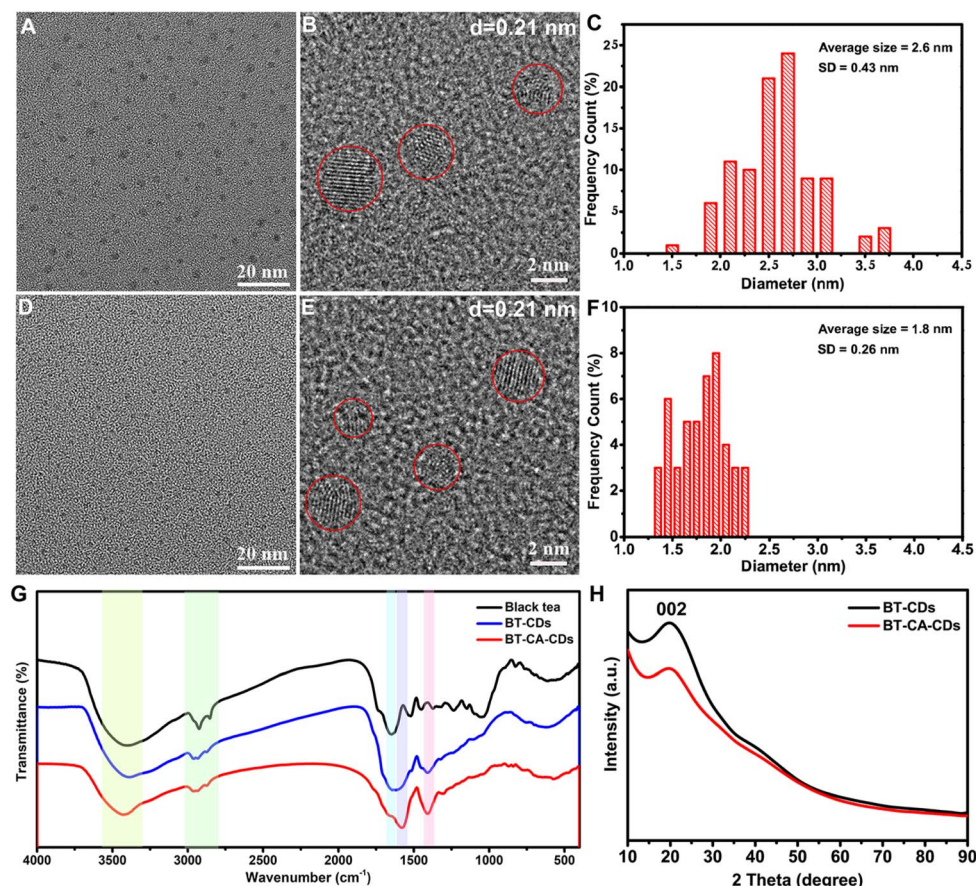 A
20 nm
B
d=0.21 nm
2 nm
C
Average size = 2.6 nm
SD = 0.43 nm
Frequency Count (%)
25
20
15
10
5
0
1.0 1.5 2.0 2.5 3.0 3.5 4.0 4.5
Diameter (nm)
D
20 nm
E
d=0.21 nm
2 nm
F
Average size = 1.8 nm
SD = 0.26 nm
Frequency Count (%)
10
8
6
4
2
0
1.0 1.5 2.0 2.5 3.0 3.5 4.0 4.5
Diameter (nm)
G
Black tea
BT-CDs
BT-CA-CDs
Transmittance (%)
4000 3500 3000 2500 2000 1500 1000 500
Wavenumber (cm⁻¹)
H
002
BT-CDs
BT-CA-CDs
Intensity (a.u.)
10 20 30 40 50 60 70 80 90
2 Theta (degree)